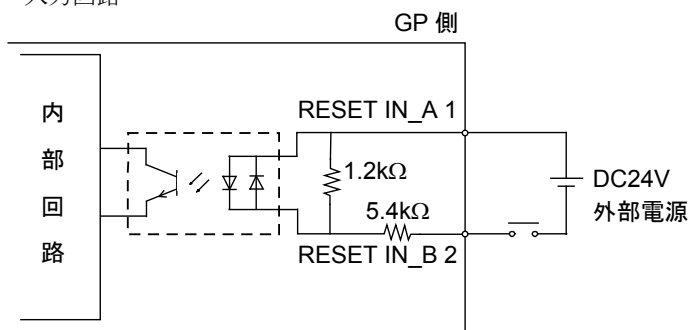 入力回路
GP 側
内
部
回
路
RESET IN_A 1
1.2kΩ
5.4kΩ
RESET IN_B 2
DC24V
外部電源